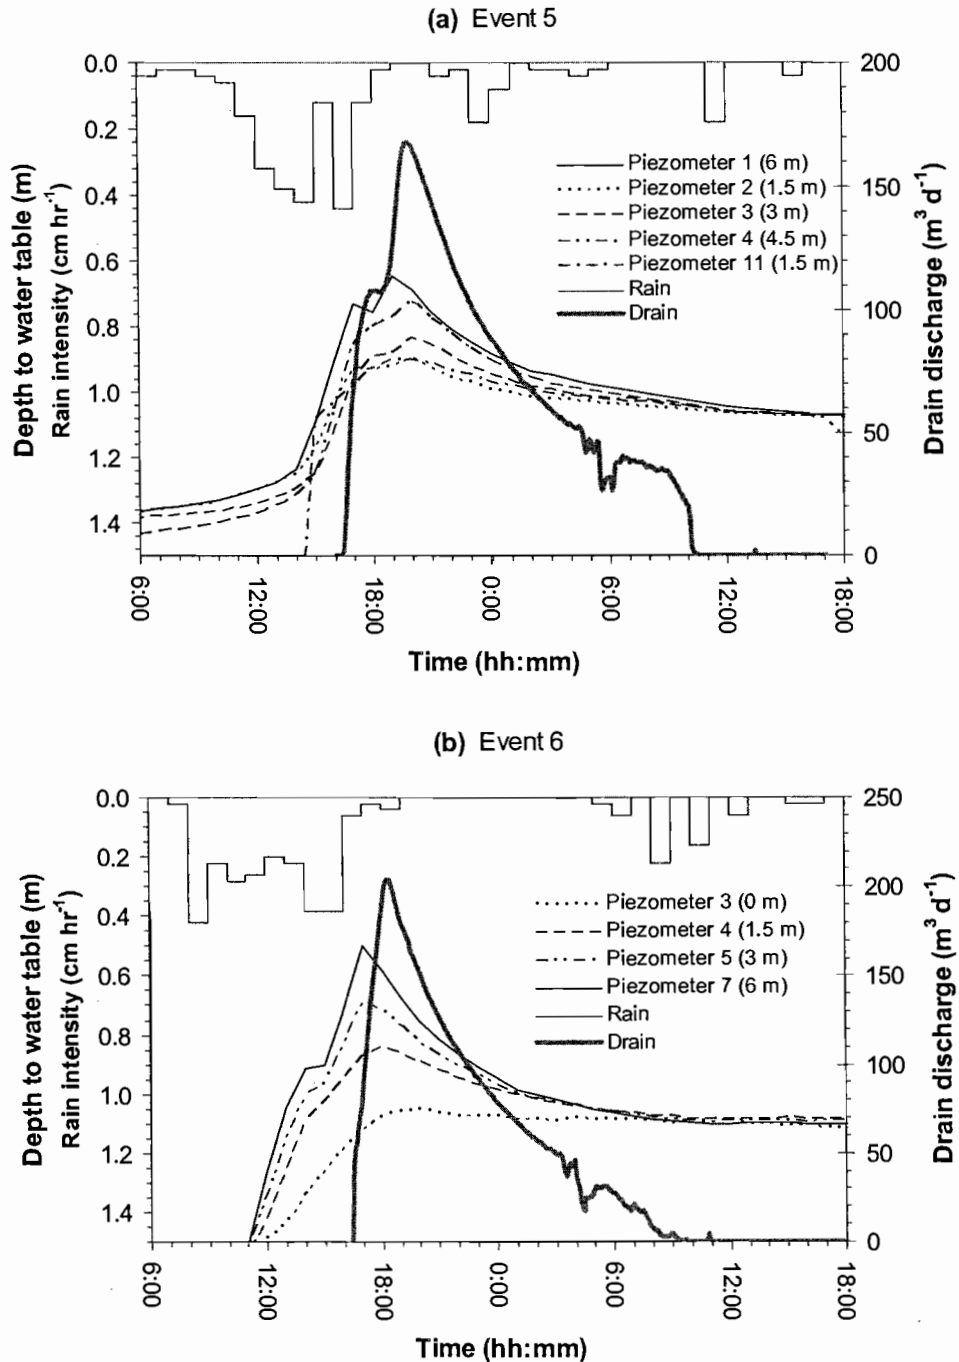 (a) Event 5
0.0
0.2
0.4
0.6
0.8
1.0
1.2
1.4
Depth to water table (m)
Rain intensity (cm hr⁻¹)
200
150
100
50
0
Drain discharge (m³ d⁻¹)
Piezometer 1 (6 m)
Piezometer 2 (1.5 m)
Piezometer 3 (3 m)
Piezometer 4 (4.5 m)
Piezometer 11 (1.5 m)
Rain
Drain
6:00
12:00
18:00
0:00
6:00
12:00
18:00
Time (hh:mm)
(b) Event 6
0.0
0.2
0.4
0.6
0.8
1.0
1.2
1.4
Depth to water table (m)
Rain intensity (cm hr⁻¹)
250
200
150
100
50
0
Drain discharge (m³ d⁻¹)
Piezometer 3 (0 m)
Piezometer 4 (1.5 m)
Piezometer 5 (3 m)
Piezometer 7 (6 m)
Rain
Drain
6:00
12:00
18:00
0:00
6:00
12:00
18:00
Time (hh:mm)